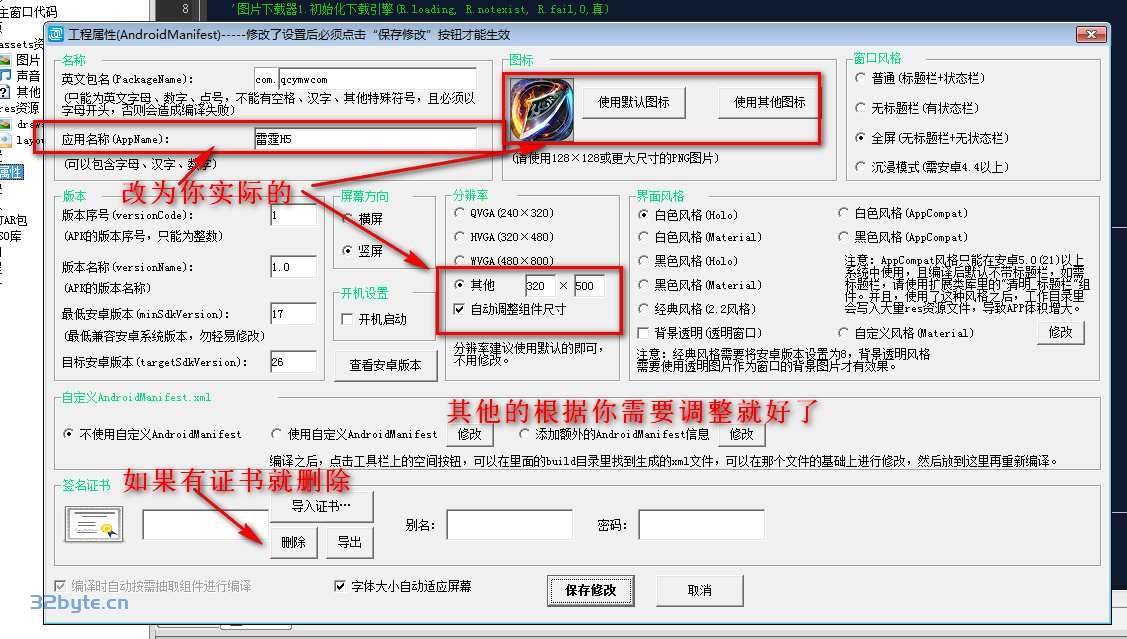 主窗口代码
8
'图片下载器1.初始化下载引擎(R.loading, R.notexist, R.fail,0,真)
工程属性(AndroidManifest)-----修改了设置后必须点击“保存修改”按钮才能生效
assets资
图片
声音
其他
res资源
draw
layou
属性
JAR包
SO库
名称
英文包名(PackageName):
com.
qcymwcom
(只能为英文字母、数字、点号，不能有空格、汉字、其他特殊符号，且必须以
字母开头，否则会造成编译失败)
应用名称(AppName):
雷霆H5
(可以包含字母、汉字、数字)
图标
使用默认图标
使用其他图标
(请使用128×128或更大尺寸的PNG图片)
窗口风格
普通(标题栏+状态栏)
无标题栏(有状态栏)
全屏(无标题栏+无状态栏)
沉浸模式(需安卓4.4以上)
改为你实际的
版本
版本序号(versionCode):
1
(APK的版本序号，只能为整数)
版本名称(versionName):
1.0
(APK的版本名称)
最低安卓版本(minSdkVersion):
17
(最低兼容安卓系统版本，勿轻易修改)
目标安卓版本(targetSdkVersion):
26
屏幕方向
横屏
竖屏
开机设置
开机启动
查看安卓版本
分辨率
QVGA(240×320)
HVGA(320×480)
WVGA(480×800)
其他
320
×
500
自动调整组件尺寸
分辨率建议使用默认的即可，
不用修改。
界面风格
白色风格(Holo)
白色风格(Material)
黑色风格(Holo)
黑色风格(Material)
经典风格(2.2风格)
背景透明(透明窗口)
白色风格(AppCompat)
黑色风格(AppCompat)
注意：AppCompat风格只能在安卓5.0(21)以上
系统中使用，且编译后默认不带标题栏，如需
标题栏，请使用扩展类库里的“清明_标题栏”组
件。并且，使用了这种风格之后，工作目录里
会写入大量res资源文件，导致APP体积增大。
自定义风格(Material)
修改
注意：经典风格需要将安卓版本设置为8，背景透明风格
需要使用透明图片作为窗口的背景图片才有效果。
自定义AndroidManifest.xml
其他的根据你需要调整就好了
不使用自定义AndroidManifest
使用自定义AndroidManifest
修改
添加额外的AndroidManifest信息
修改
编译之后，点击工具栏上的空间按钮，可以在里面的build目录里找到生成的xml文件，可以在那个文件的基础上进行修改，然后放到这里再重新编译。
签名证书
如果有证书就删除
导入证书…
删除
导出
别名：
密码：
编译时自动按需抽取组件进行编译
字体大小自动适应屏幕
保存修改
取消
32byte.cn